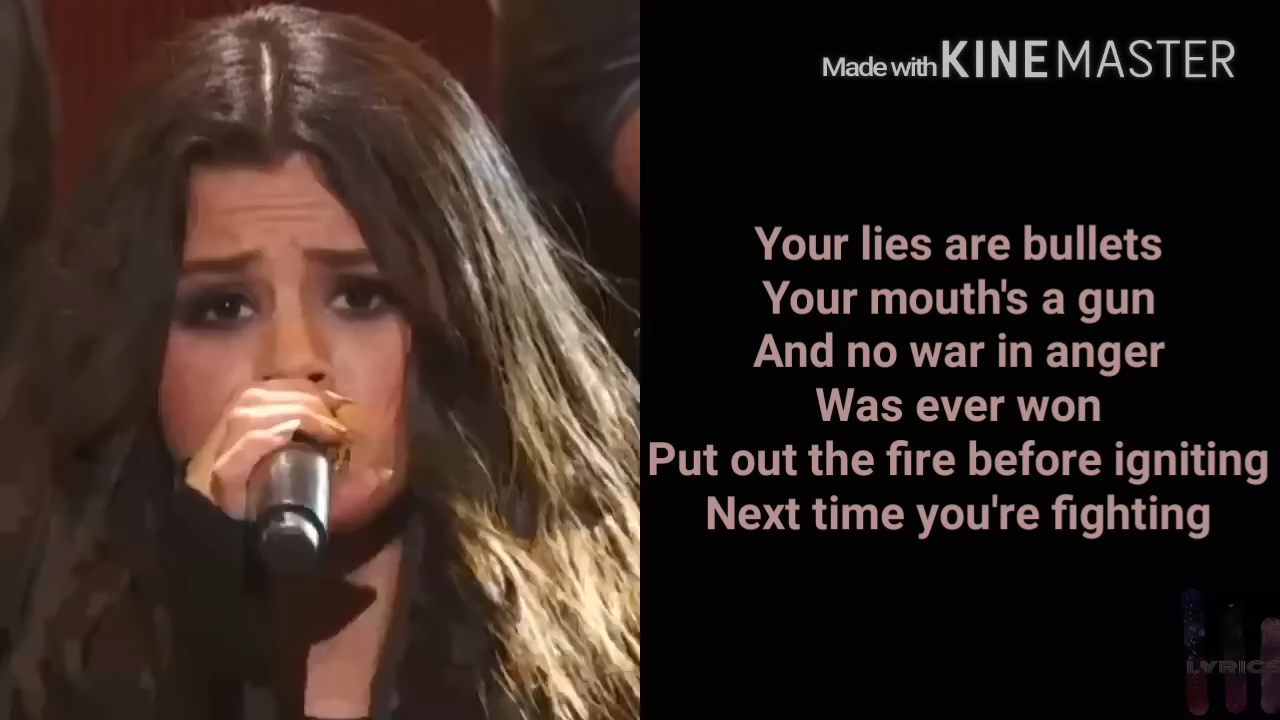 Made with KINEMASTER
Your lies are bullets
Your mouth's a gun
And no war in anger
Was ever won
Put out the fire before igniting
Next time you're fighting
LYRICS